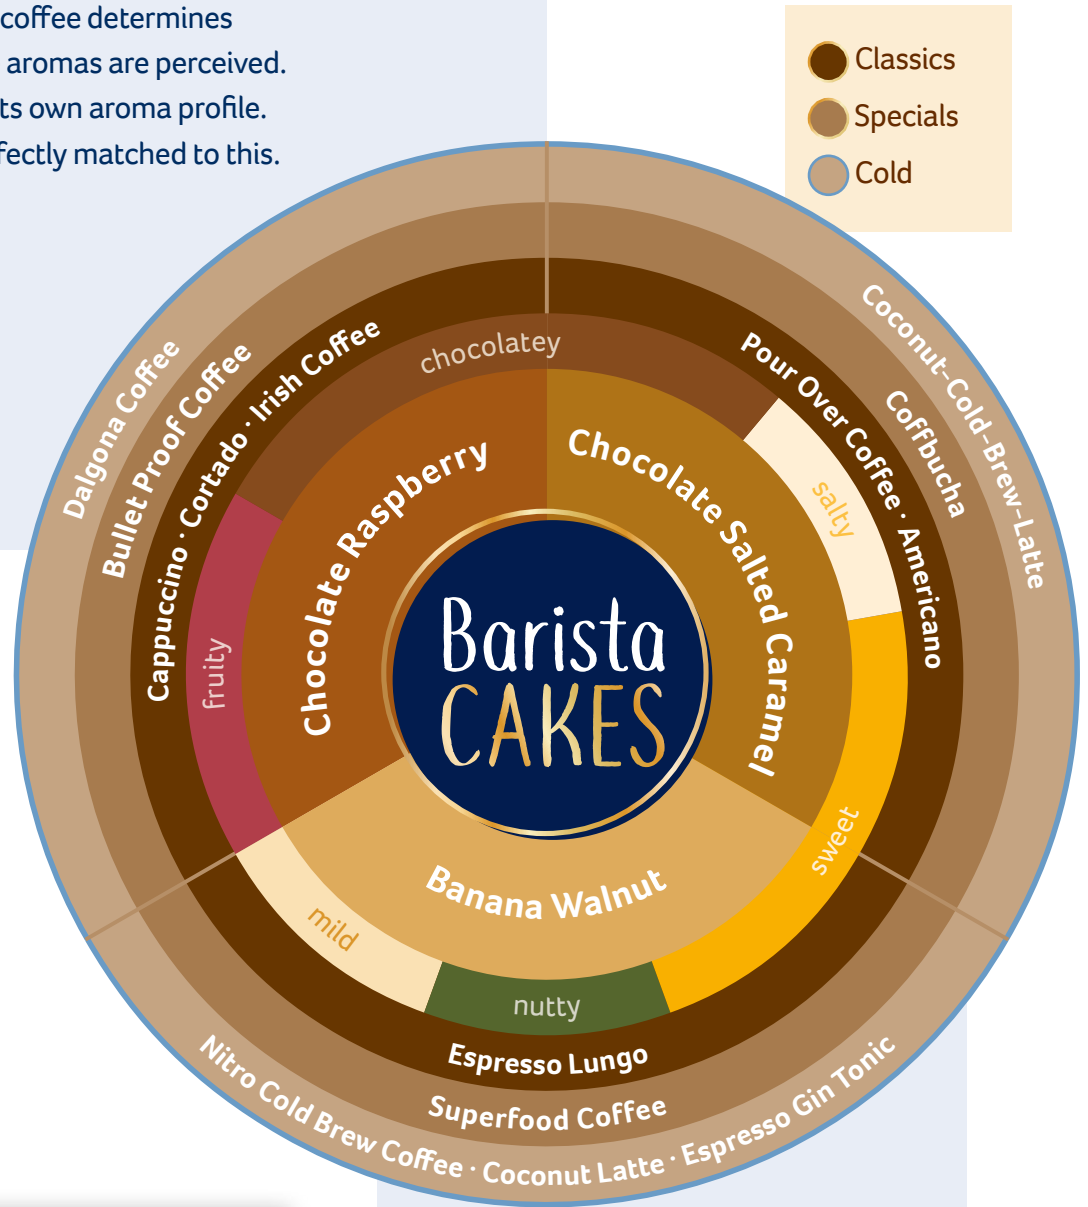 coffee determines
aromas are perceived.
ts own aroma profile.
fectly matched to this.
Classics
Specials
Cold
Dalgona Coffee
Bullet Proof Coffee
Cappuccino · Cortado · Irish Coffee
chocolatey
Pour Over Coffee · Americano
Coffbucha
Coconut-Cold-Brew-Latte
Chocolate Raspberry
Chocolate Salted Caramel
salty
fruity
Barista
CAKES
sweet
Banana Walnut
mild
nutty
Espresso Lungo
Superfood Coffee
Nitro Cold Brew Coffee · Coconut Latte · Espresso Gin Tonic